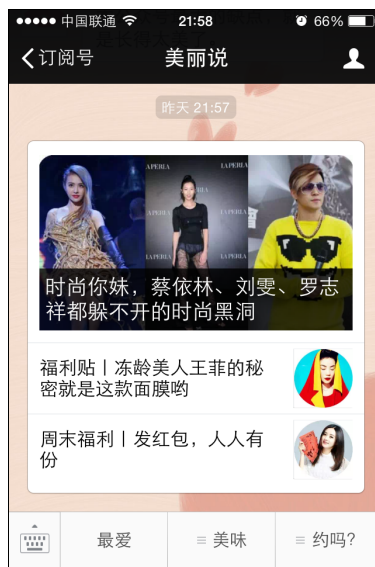 中国联通 21:58 66%
订阅号 美丽说
昨天 21:57
LA PERLA LA PERLA
时尚你妹，蔡依林、刘雯、罗志
祥都躲不开的时尚黑洞
福利贴丨冻龄美人王菲的秘
密就是这款面膜哟
周末福利丨发红包，人人有
份
最爱 美味 约吗?